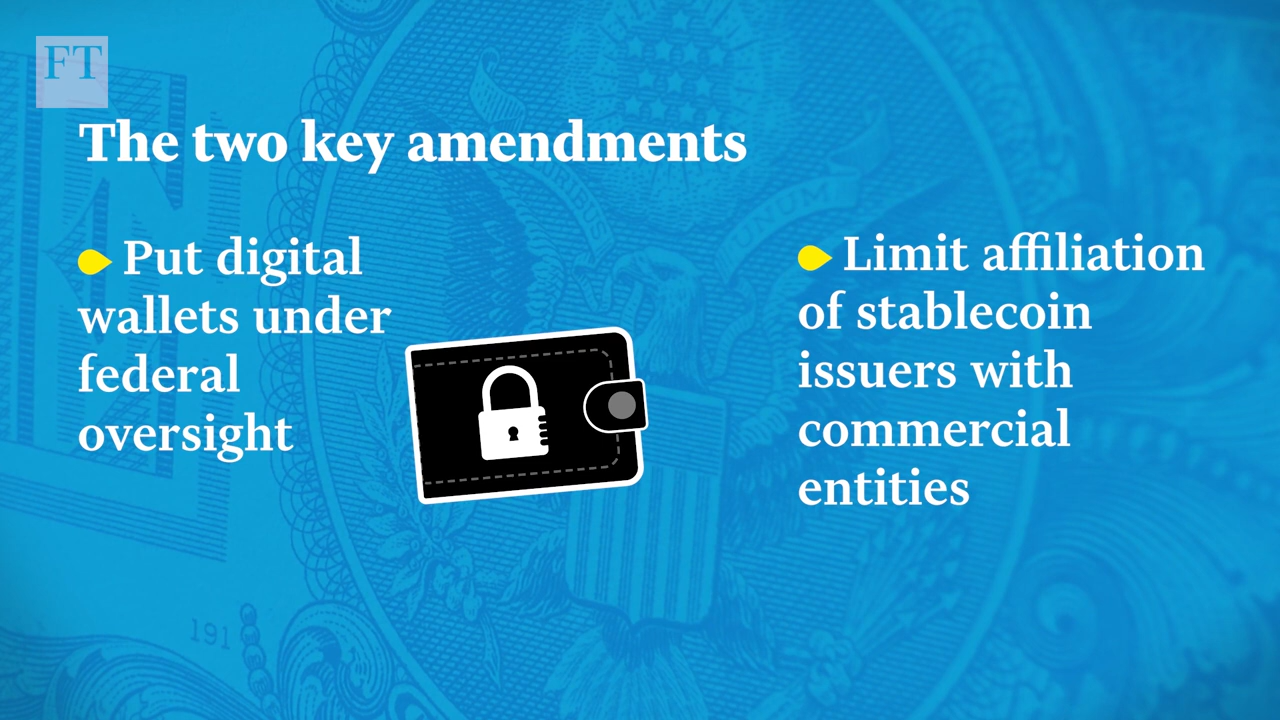 FT
The two key amendments
Put digital
wallets under
federal
oversight
Limit affiliation
of stablecoin
issuers with
commercial
entities
191